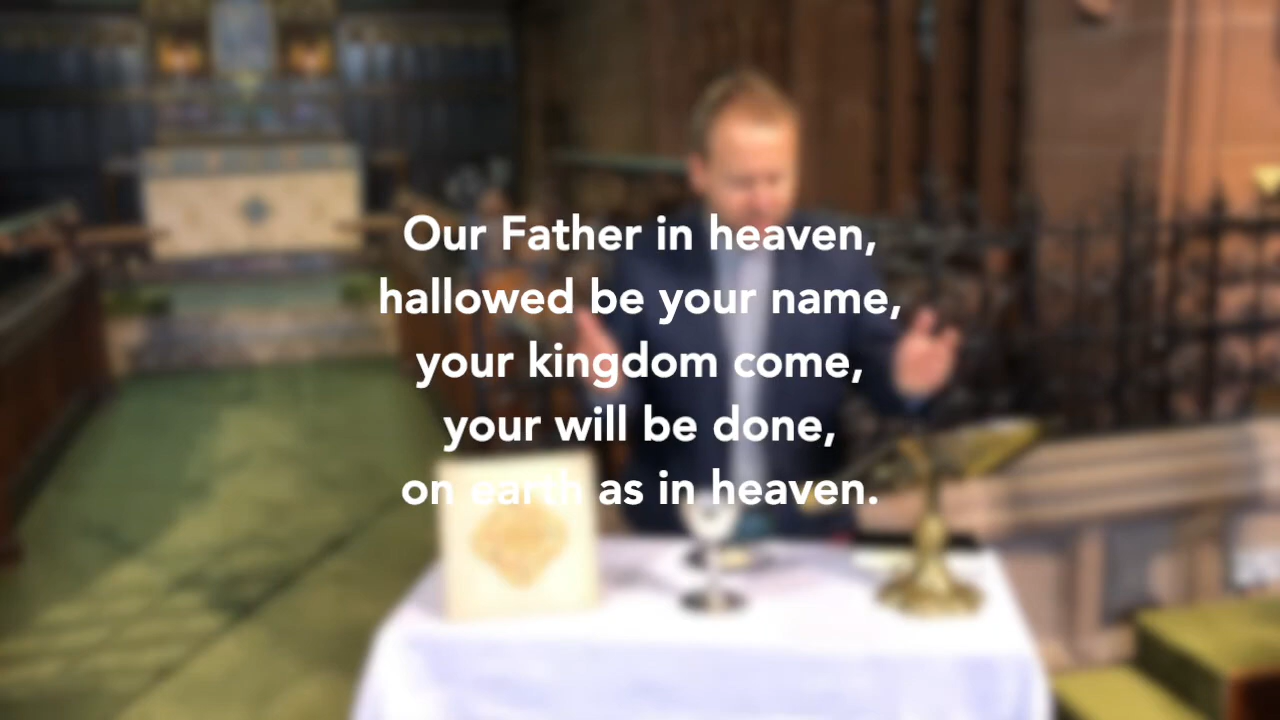 Our Father in heaven,
hallowed be your name,
your kingdom come,
your will be done,
on earth as in heaven.